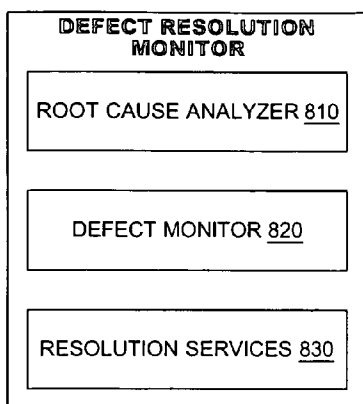 DEFECT RESOLUTION
MONITOR
ROOT CAUSE ANALYZER 810
DEFECT MONITOR 820
RESOLUTION SERVICES 830